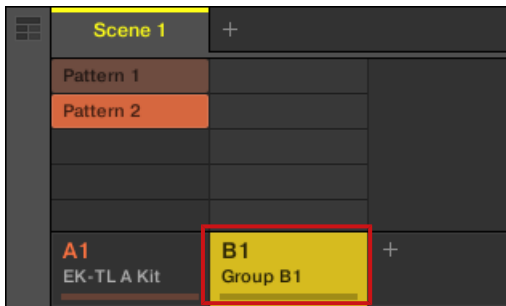 Scene 1 +
Pattern 1
Pattern 2
A1 B1 +
EK-TL A Kit Group B1